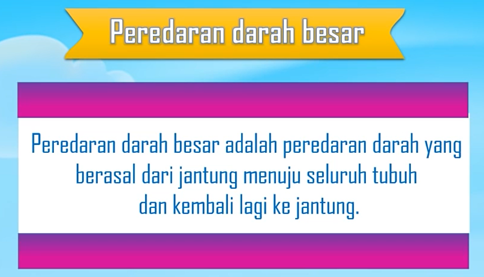 Peredaran darah besar
Peredaran darah besar adalah peredaran darah yang
berasal dari jantung menuju seluruh tubuh
dan kembali lagi ke jantung.